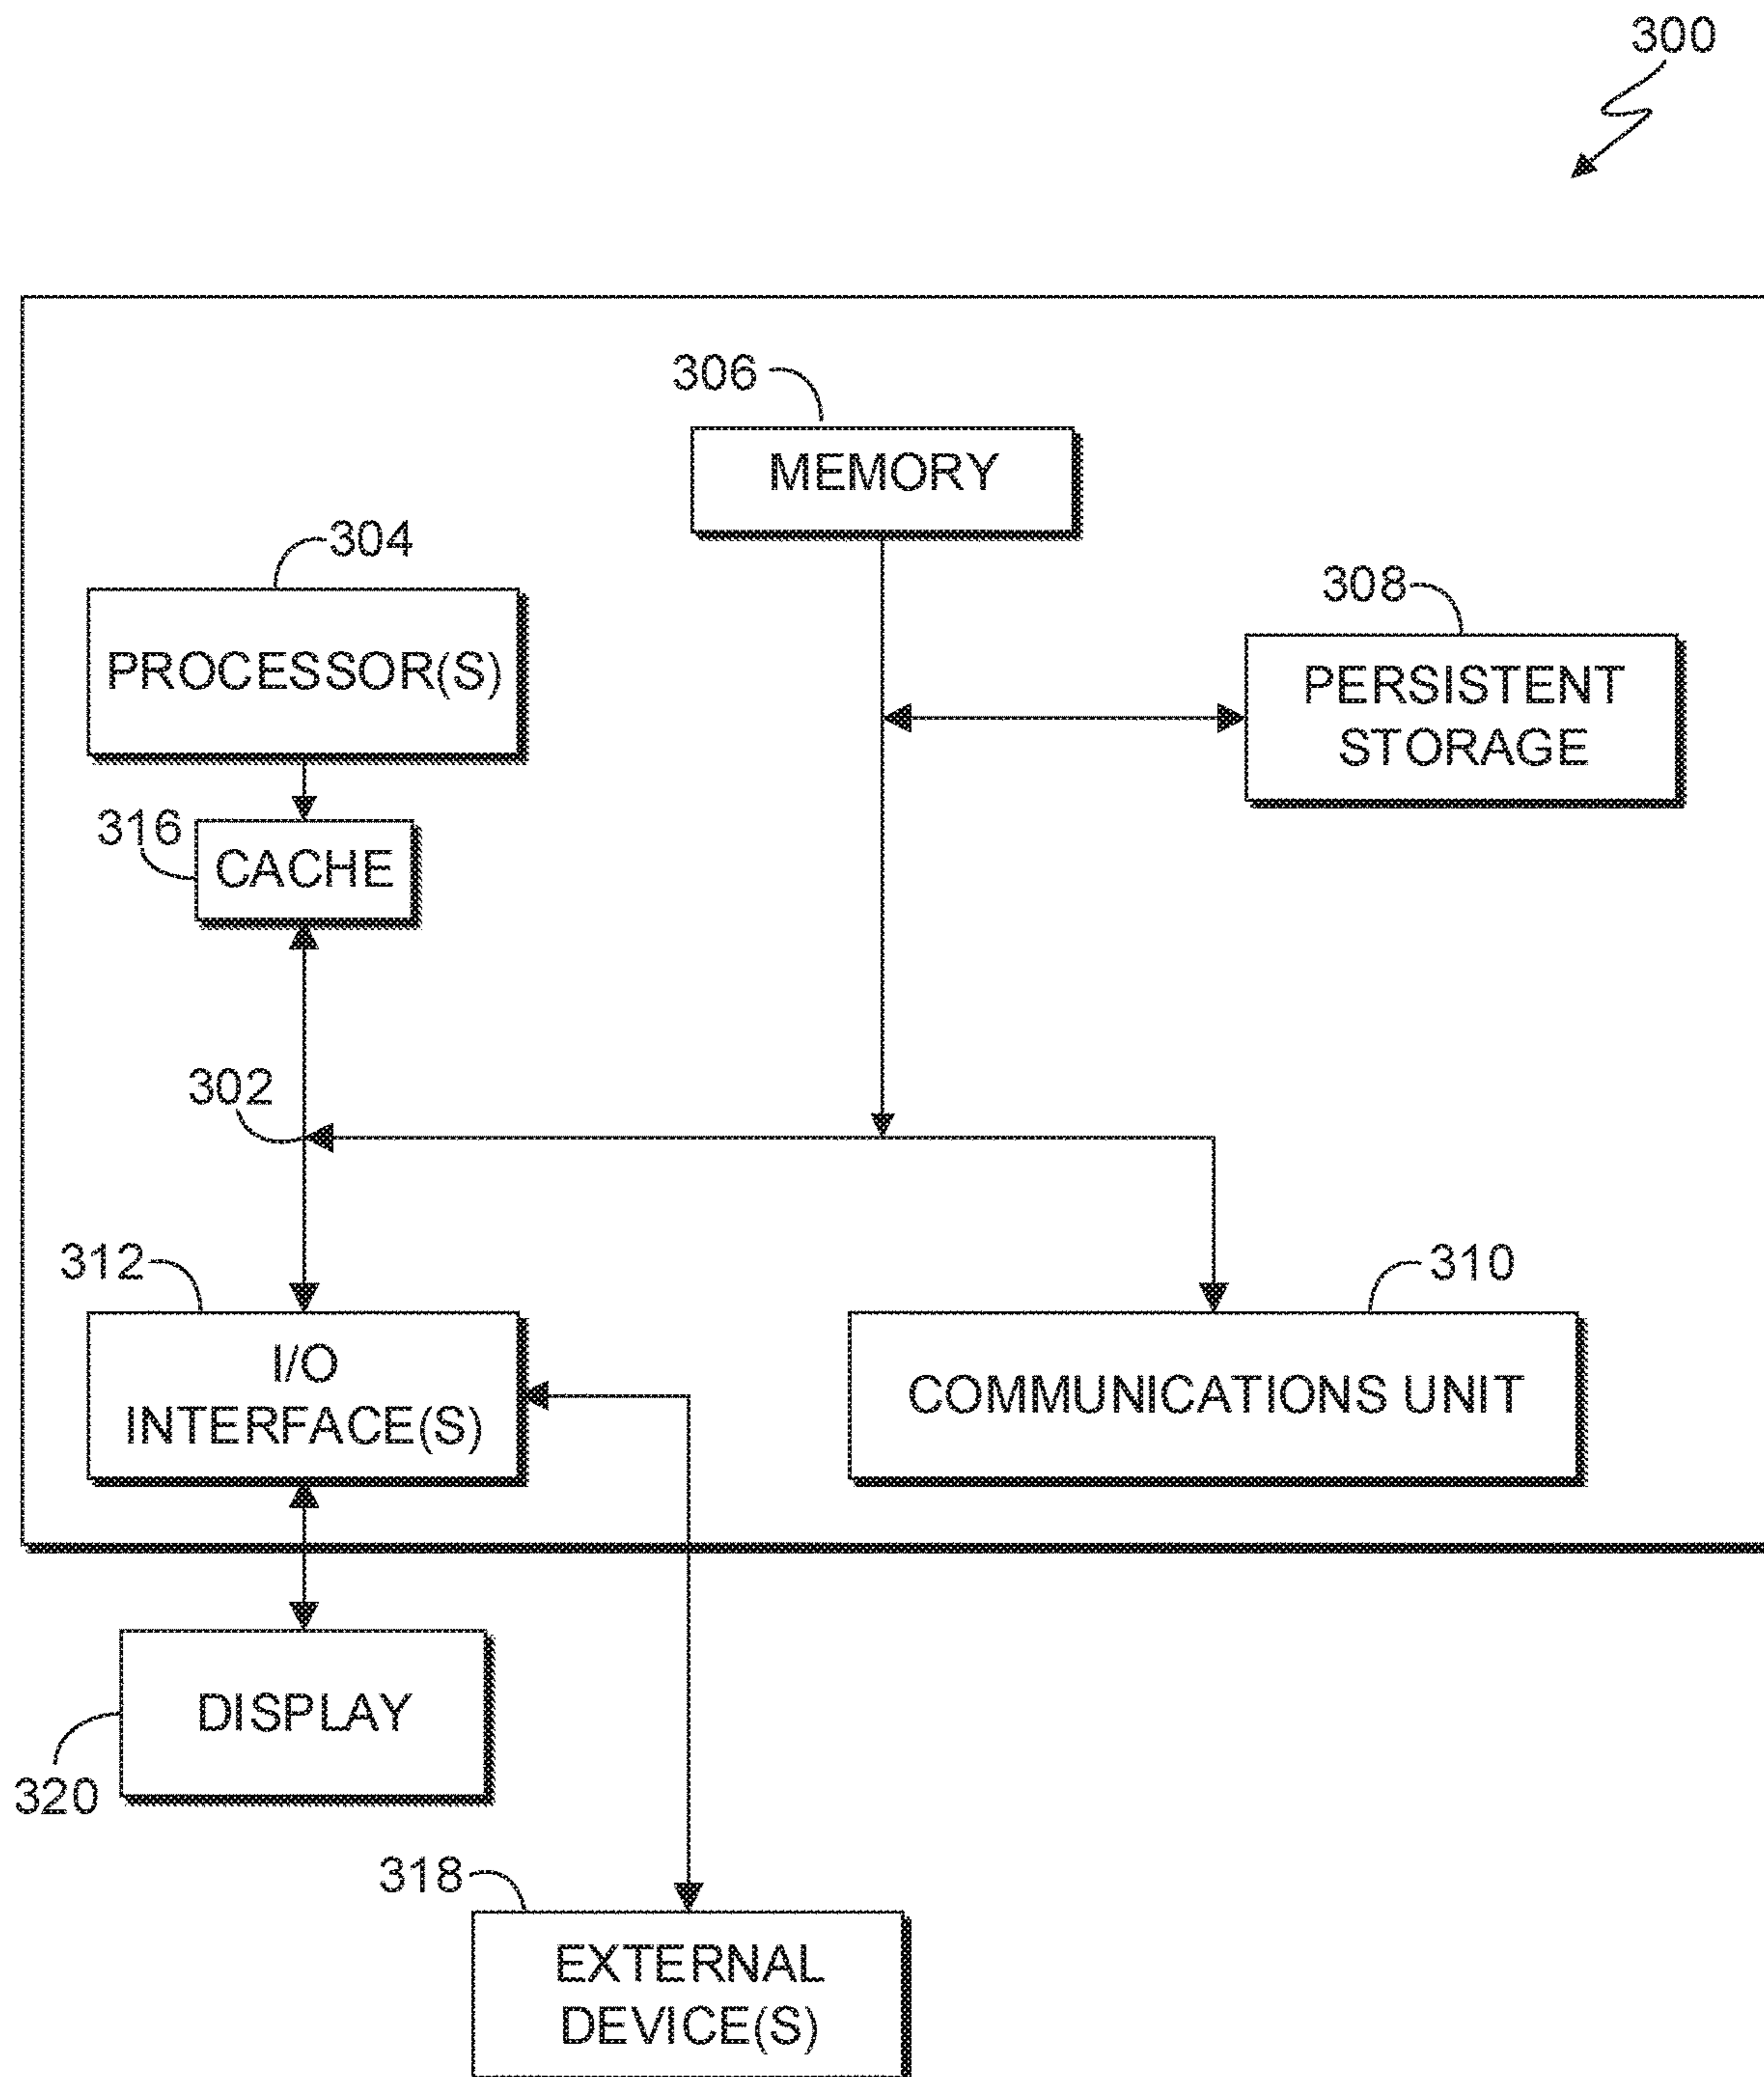 300
306
MEMORY
304
308
PROCESSOR(S)
PERSISTENT
STORAGE
316
CACHE
302
312
310
I/O
INTERFACE(S)
COMMUNICATIONS UNIT
DISPLAY
320
318
EXTERNAL
DEVICE(S)